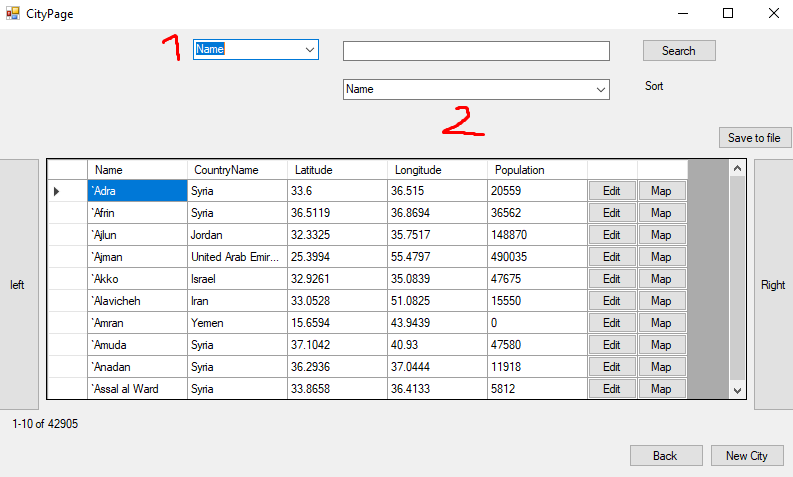 CityPage
1 Name Search
Name Sort
2
Save to file
Name CountryName Latitude Longitude Population
`Adra Syria 33.6 36.515 20559 Edit Map
`Afrin Syria 36.5119 36.8694 36562 Edit Map
`Ajlun Jordan 32.3325 35.7517 148870 Edit Map
`Ajman United Arab Emir... 25.3994 55.4797 490035 Edit Map
`Akko Israel 32.9261 35.0839 47675 Edit Map
left
Right
`Alavicheh Iran 33.0528 51.0825 15550 Edit Map
`Amran Yemen 15.6594 43.9439 0 Edit Map
`Amuda Syria 37.1042 40.93 47580 Edit Map
`Anadan Syria 36.2936 37.0444 11918 Edit Map
`Assal al Ward Syria 33.8658 36.4133 5812 Edit Map
1-10 of 42905
Back New City